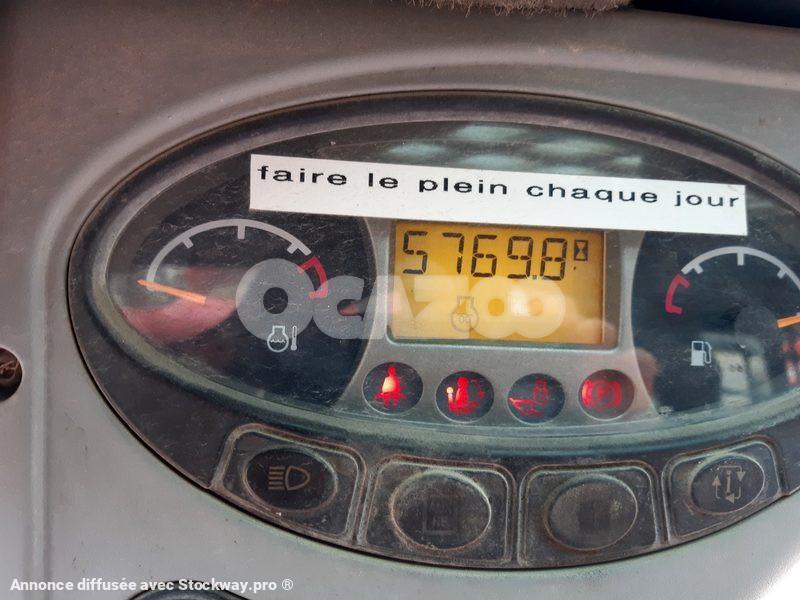 faire le plein chaque jour
5769.8
OCAZOO
P
Annonce diffusée avec Stockway.pro ®